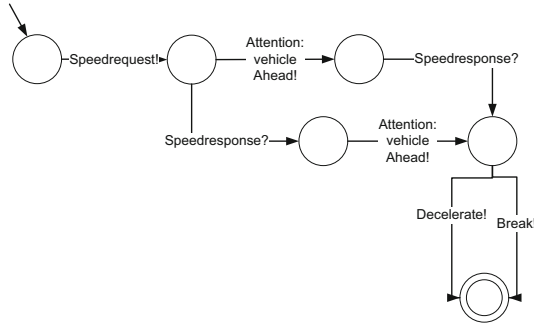 Speedrequest!
Attention:
vehicle
Ahead!
Speedresponse?
Speedresponse?
Attention:
vehicle
Ahead!
Decelerate!
Break!